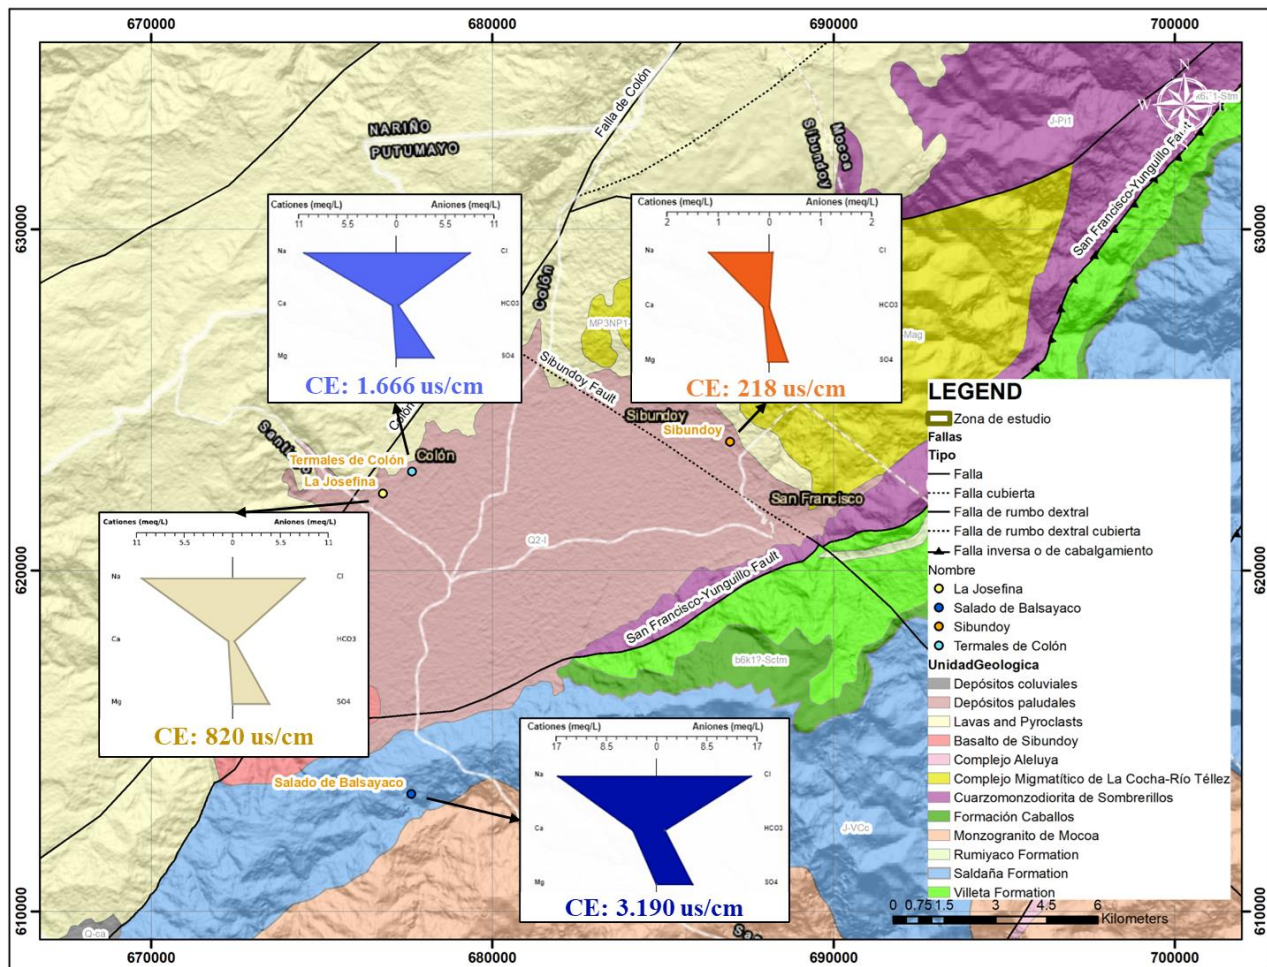 670000 680000 690000 700000
630000
620000
610000
630000
620000
610000
670000 680000 690000 700000
N
W
k6?1-Stm
J-Pi1
NARIÑO
PUTUMAYO
Falla de Colón
Sibundoy
Mocoa
San Francisco-Yunguillo Fault
Cationes (meq/L) Aniones (meq/L)
11 5.5 0 5.5 11
Na Cl
Ca HCO3
Mg SO4
CE: 1.666 us/cm
Cationes (meq/L) Aniones (meq/L)
2 1 0 1 2
Na Cl
Ca HCO3
Mg SO4
CE: 218 us/cm
Colón
MP3NP1-
Mag
Sibundoy Fault
Colón
Sibundoy
Sibundoy
Termales de Colón
Colón
La Josefina
San Francisco
Q2-l
San Francisco-Yunguillo Fault
b6k1?-Sctm
Cationes (meq/L) Aniones (meq/L)
11 5.5 0 5.5 11
Na Cl
Ca HCO3
Mg SO4
CE: 820 us/cm
Salado de Balsayaco
Cationes (meq/L) Aniones (meq/L)
17 8.5 0 8.5 17
Na Cl
Ca HCO3
Mg SO4
CE: 3.190 us/cm
J-VCc
Q-ca
LEGEND
Zona de estudio
Fallas
Tipo
Falla
Falla cubierta
Falla de rumbo dextral
Falla de rumbo dextral cubierta
Falla inversa o de cabalgamiento
Nombre
La Josefina
Salado de Balsayaco
Sibundoy
Termales de Colón
UnidadGeologica
Depósitos coluviales
Depósitos paludales
Lavas and Pyroclasts
Basalto de Sibundoy
Complejo Aleluya
Complejo Migmatítico de La Cocha-Río Téllez
Cuarzomonzodiorita de Sombrerillos
Formación Caballos
Monzogranito de Mocoa
Rumiyaco Formation
Saldaña Formation
Villeta Formation
0 0.75 1.5 3 4.5 6
Kilometers